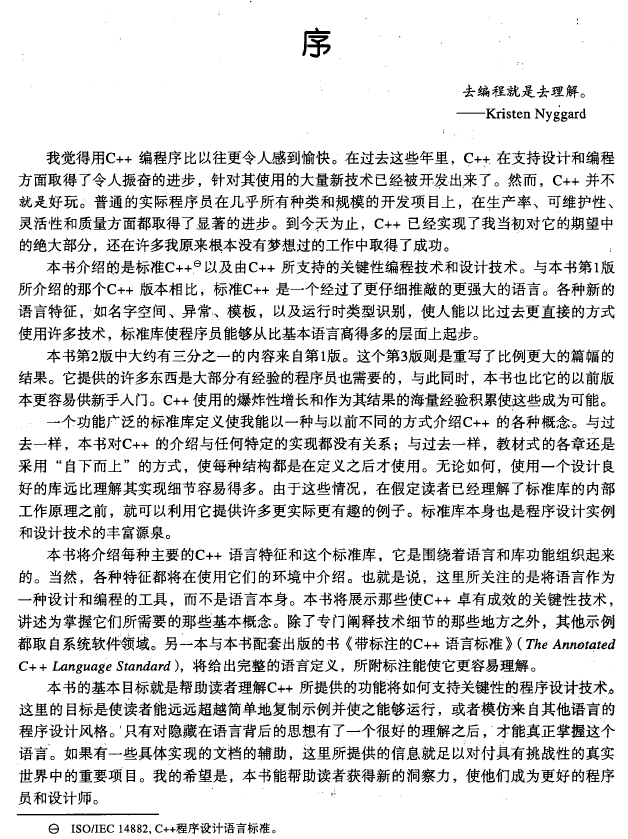 序
去编程就是去理解。
——Kristen Nyggard
我觉得用C++ 编程序比以往更令人感到愉快。在过去这些年里，C++ 在支持设计和编程
方面取得了令人振奋的进步，针对其使用的大量新技术已经被开发出来了。然而，C++ 并不
就是好玩。普通的实际程序员在几乎所有种类和规模的开发项目上，在生产率、可维护性、
灵活性和质量方面都取得了显著的进步。到今天为止，C++ 已经实现了我当初对它的期望中
的绝大部分，还在许多我原来根本没有梦想过的工作中取得了成功。
本书介绍的是标准C++⊖以及由C++ 所支持的关键性编程技术和设计技术。与本书第1版
所介绍的那个C++ 版本相比，标准C++ 是一个经过了更仔细推敲的更强大的语言。各种新的
语言特征，如名字空间、异常、模板，以及运行时类型识别，使人能以比过去更直接的方式
使用许多技术，标准库使程序员能够从比基本语言高得多的层面上起步。
本书第2版中大约有三分之一的内容来自第1版。这个第3版则是重写了比例更大的篇幅的
结果。它提供的许多东西是大部分有经验的程序员也需要的，与此同时，本书也比它的以前版
本更容易供新手入门。C++ 使用的爆炸性增长和作为其结果的海量经验积累使这些成为可能。
一个功能广泛的标准库定义使我能以一种与以前不同的方式介绍C++ 的各种概念。与过
去一样，本书对C++ 的介绍与任何特定的实现都没有关系；与过去一样，教材式的各章还是
采用“自下而上”的方式，使每种结构都是在定义之后才使用。无论如何，使用一个设计良
好的库远比理解其实现细节容易得多。由于这些情况，在假定读者已经理解了标准库的内部
工作原理之前，就可以利用它提供许多更实际更有趣的例子。标准库本身也是程序设计实例
和设计技术的丰富源泉。
本书将介绍每种主要的C++ 语言特征和这个标准库，它是围绕着语言和库功能组织起来
的。当然，各种特征都将在使用它们的环境中介绍。也就是说，这里所关注的是将语言作为
一种设计和编程的工具，而不是语言本身。本书将展示那些使C++ 卓有成效的关键性技术，
讲述为掌握它们所需要的那些基本概念。除了专门阐释技术细节的那些地方之外，其他示例
都取自系统软件领域。另一本与本书配套出版的书《带标注的C++ 语言标准》（The Annotated
C++ Language Standard），将给出完整的语言定义，所附标注能使它更容易理解。
本书的基本目标就是帮助读者理解C++ 所提供的功能将如何支持关键性的程序设计技术。
这里的目标是使读者能远远超越简单地复制示例并使之能够运行，或者模仿来自其他语言的
程序设计风格。只有对隐藏在语言背后的思想有了一个很好的理解之后，才能真正掌握这个
语言。如果有一些具体实现的文档的辅助，这里所提供的信息就足以对付具有挑战性的真实
世界中的重要项目。我的希望是，本书能帮助读者获得新的洞察力，使他们成为更好的程序
员和设计师。
⊖ ISO/IEC 14882, C++程序设计语言标准。